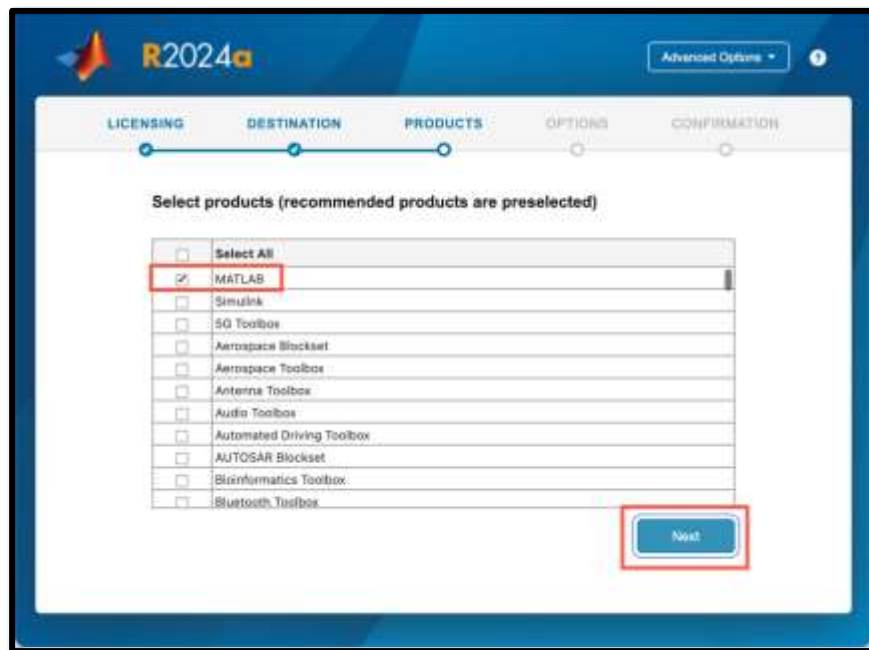 R2024a
Advanced Options
?
LICENSING DESTINATION PRODUCTS OPTIONS CONFIRMATION
Select products (recommended products are preselected)
Select All
MATLAB
Simulink
5G Toolbox
Aerospace Blockset
Aerospace Toolbox
Antenna Toolbox
Audio Toolbox
Automated Driving Toolbox
AUTOSAR Blockset
Bioinformatics Toolbox
Bluetooth Toolbox
Next